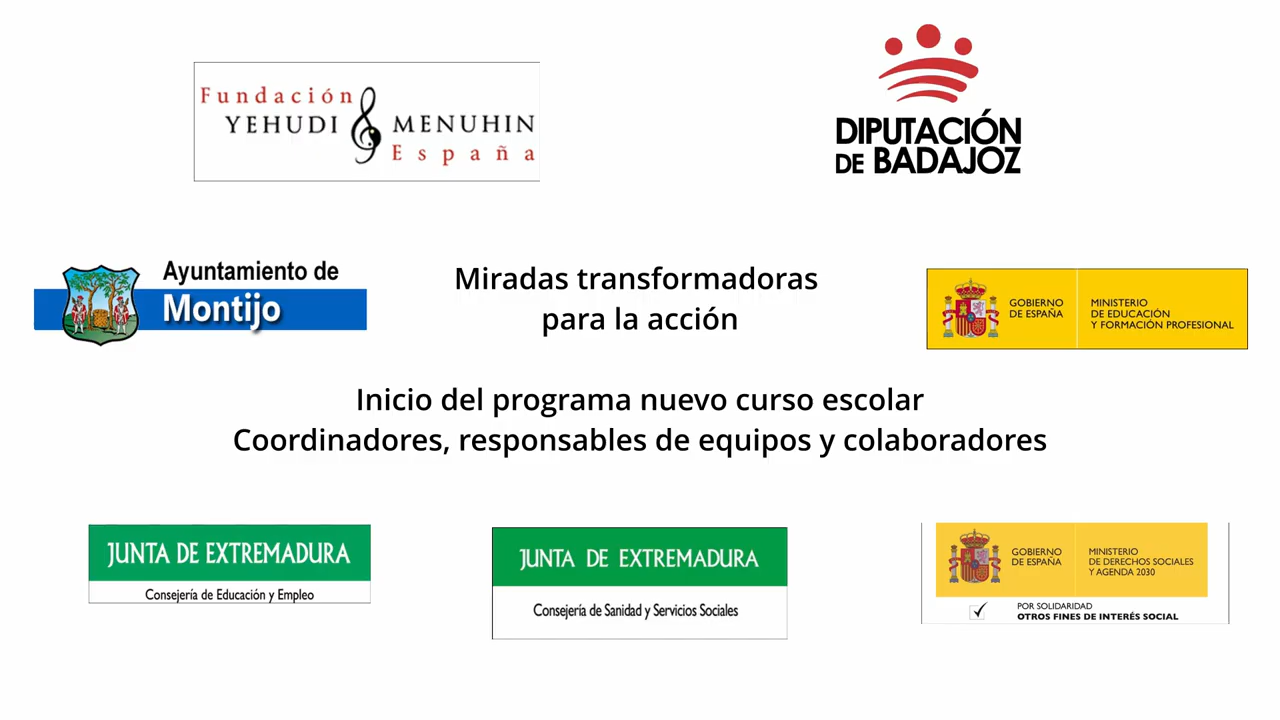 Fundación
YEHUDI MENUHIN
España
DIPUTACIÓN
DE BADAJOZ
Ayuntamiento de
Montijo
Miradas transformadoras
para la acción
GOBIERNO
DE ESPAÑA
MINISTERIO
DE EDUCACIÓN
Y FORMACIÓN PROFESIONAL
Inicio del programa nuevo curso escolar
Coordinadores, responsables de equipos y colaboradores
JUNTA DE EXTREMADURA
Consejería de Educación y Empleo
JUNTA DE EXTREMADURA
Consejería de Sanidad y Servicios Sociales
GOBIERNO
DE ESPAÑA
MINISTERIO
DE DERECHOS SOCIALES
Y AGENDA 2030
POR SOLIDARIDAD
OTROS FINES DE INTERÉS SOCIAL